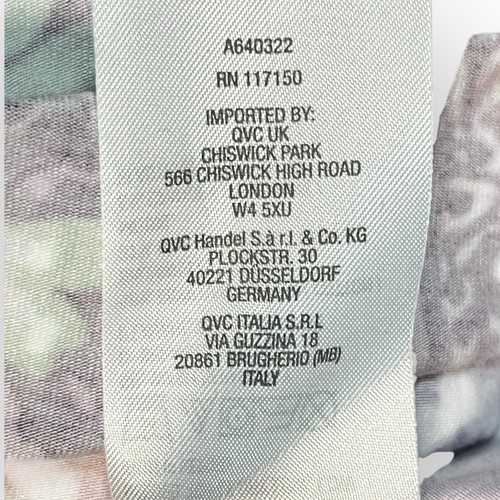 A640322
RN 117150
IMPORTED BY:
QVC UK
CHISWICK PARK
566 CHISWICK HIGH ROAD
LONDON
W4 5XU
QVC Handel S.à r.l. & Co. KG
PLOCKSTR. 30
40221 DÜSSELDORF
GERMANY
QVC ITALIA S.R.L
VIA GUZZINA 18
20861 BRUGHERIO (MB)
ITALY